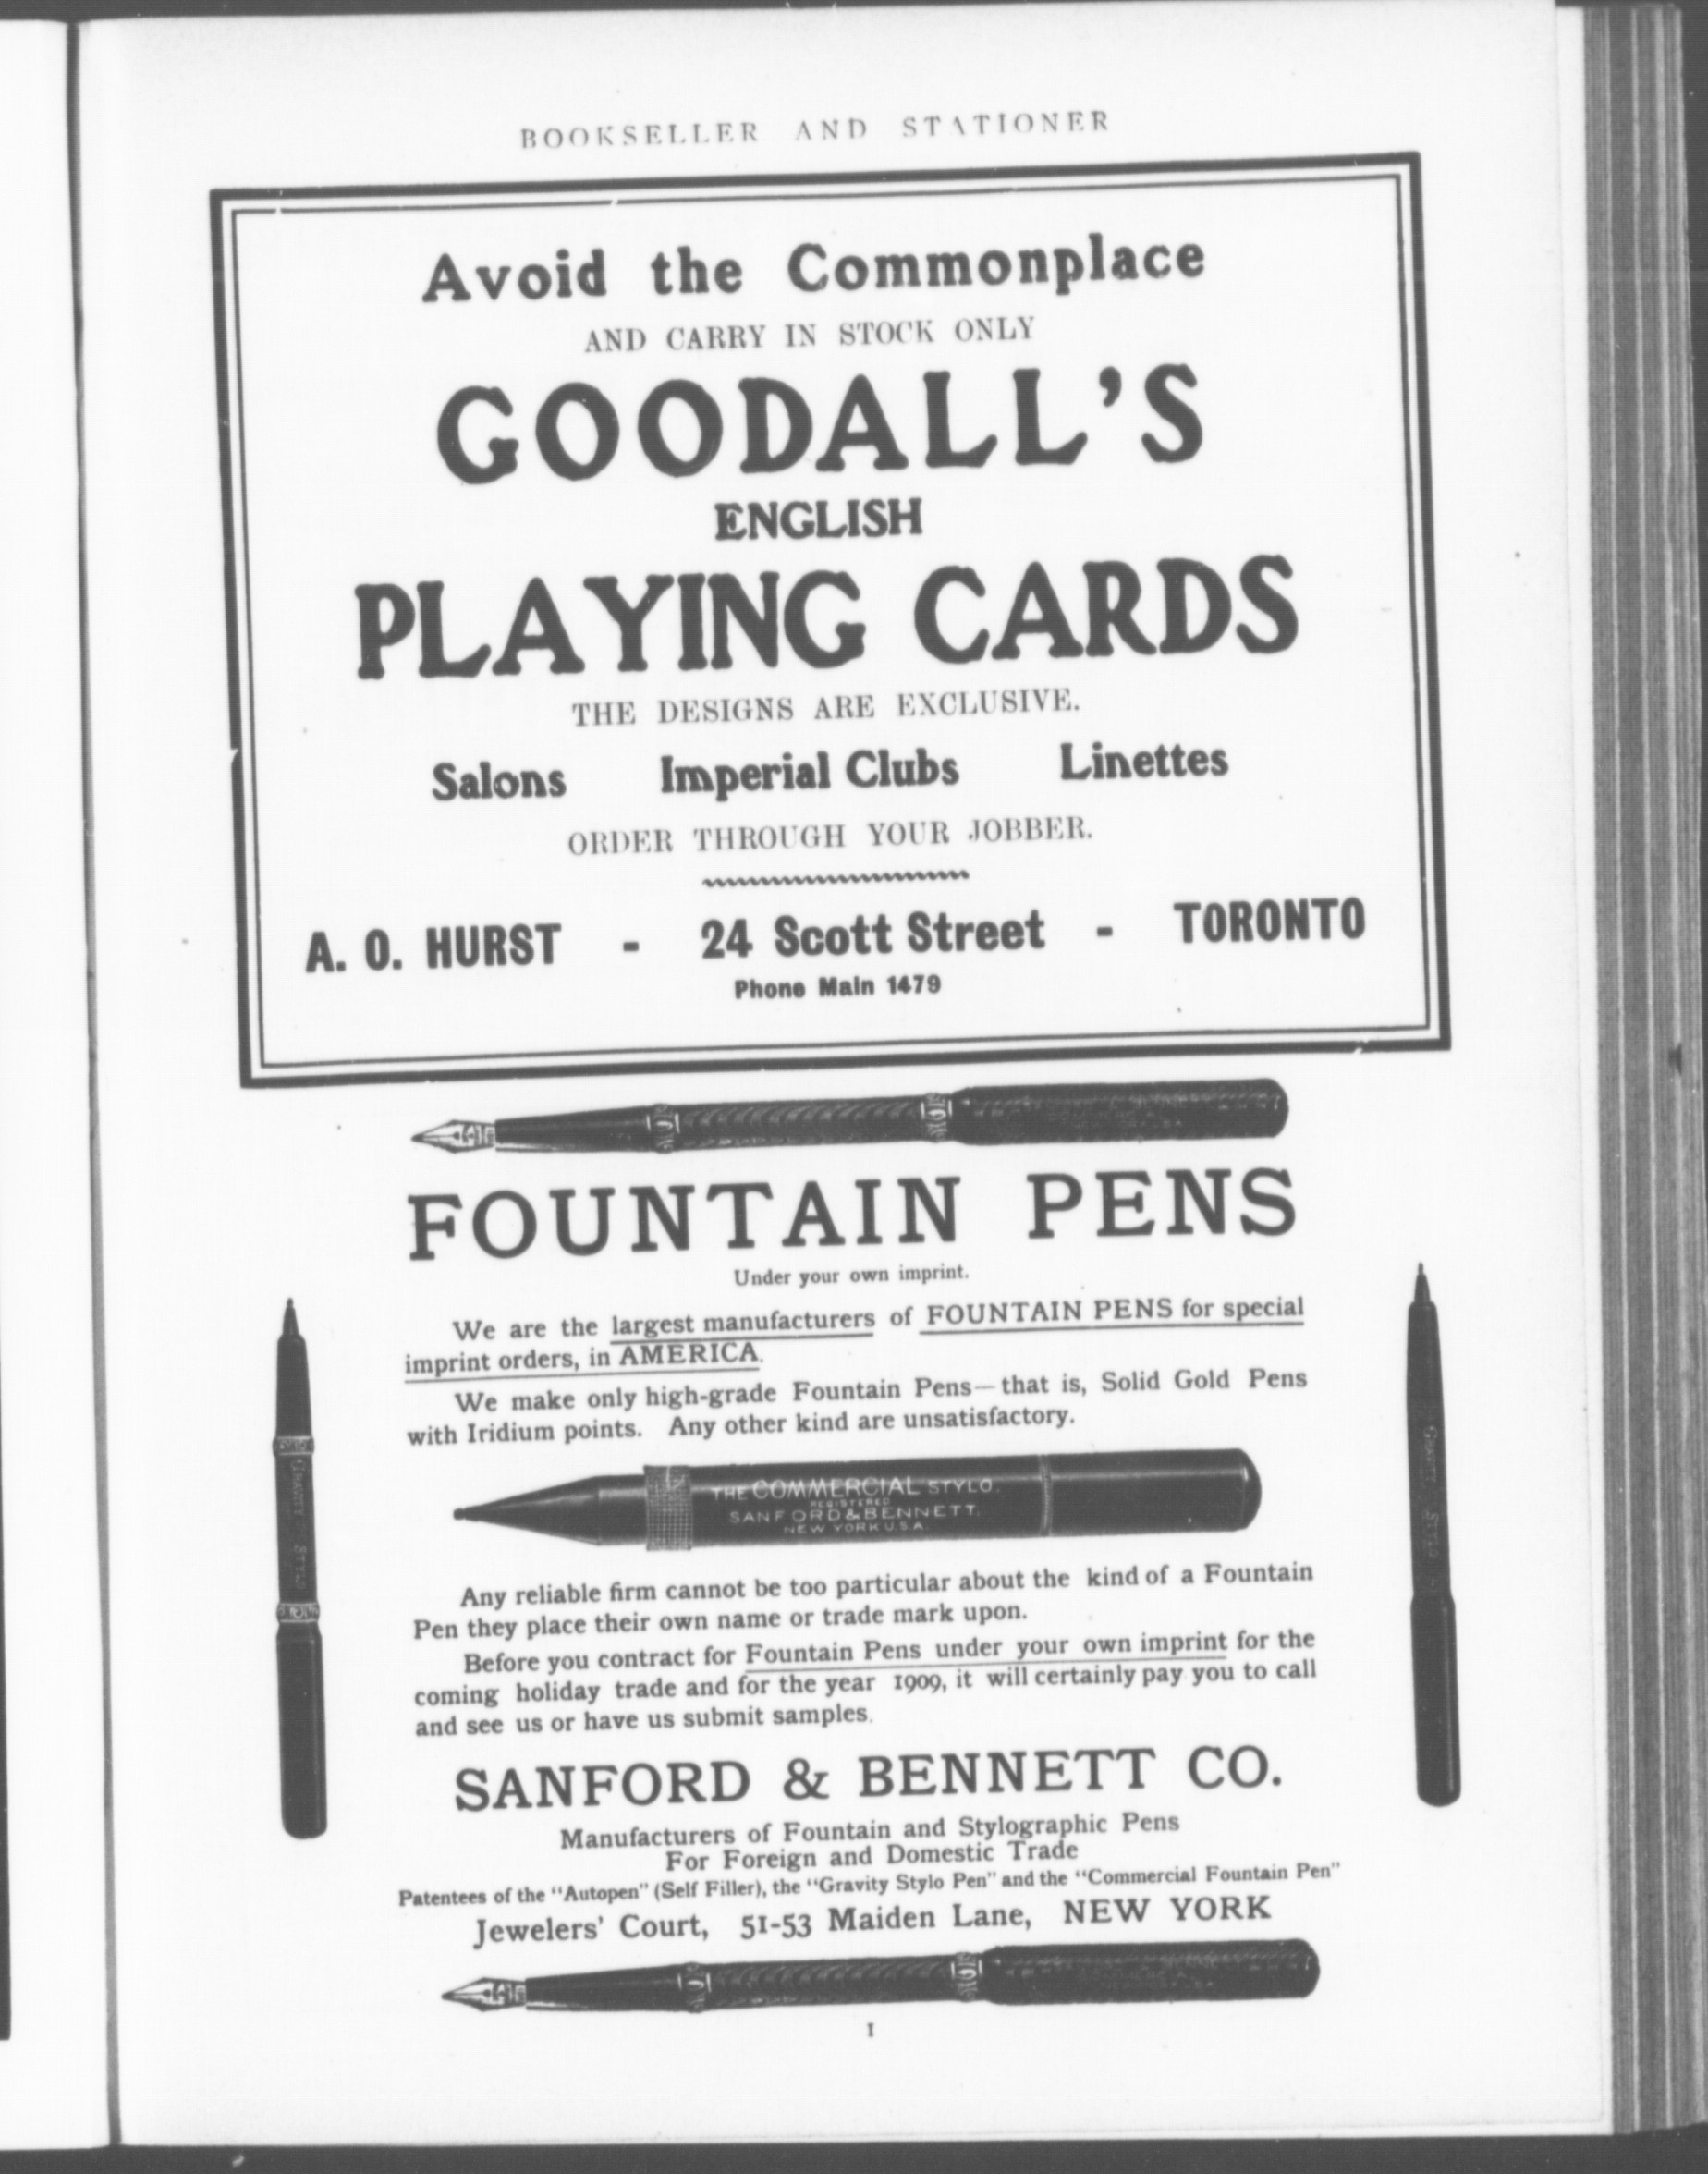 BOOKSELLER AND STATIONER
Avoid the Commonplace
AND CARRY IN STOCK ONLY
GOODALL'S
ENGLISH
PLAYING CARDS
THE DESIGNS ARE EXCLUSIVE.
Salons Imperial Clubs Linettes
ORDER THROUGH YOUR JOBBER.
A. O. HURST - 24 Scott Street - TORONTO
Phone Main 1479
FOUNTAIN PENS
Under your own imprint.
We are the largest manufacturers of FOUNTAIN PENS for special
imprint orders, in AMERICA.
We make only high-grade Fountain Pens—that is, Solid Gold Pens
with Iridium points. Any other kind are unsatisfactory.
THE COMMERCIAL STYLO.
REGISTERED
SANFORD & BENNETT.
NEW YORK U.S.A.
GRAVITY STYLO
GRAVITY STYLO
Any reliable firm cannot be too particular about the kind of a Fountain
Pen they place their own name or trade mark upon.
Before you contract for Fountain Pens under your own imprint for the
coming holiday trade and for the year 1909, it will certainly pay you to call
and see us or have us submit samples.
SANFORD & BENNETT CO.
Manufacturers of Fountain and Stylographic Pens
For Foreign and Domestic Trade
Patentees of the "Autopen" (Self Filler), the "Gravity Stylo Pen" and the "Commercial Fountain Pen"
Jewelers' Court, 51-53 Maiden Lane, NEW YORK
1